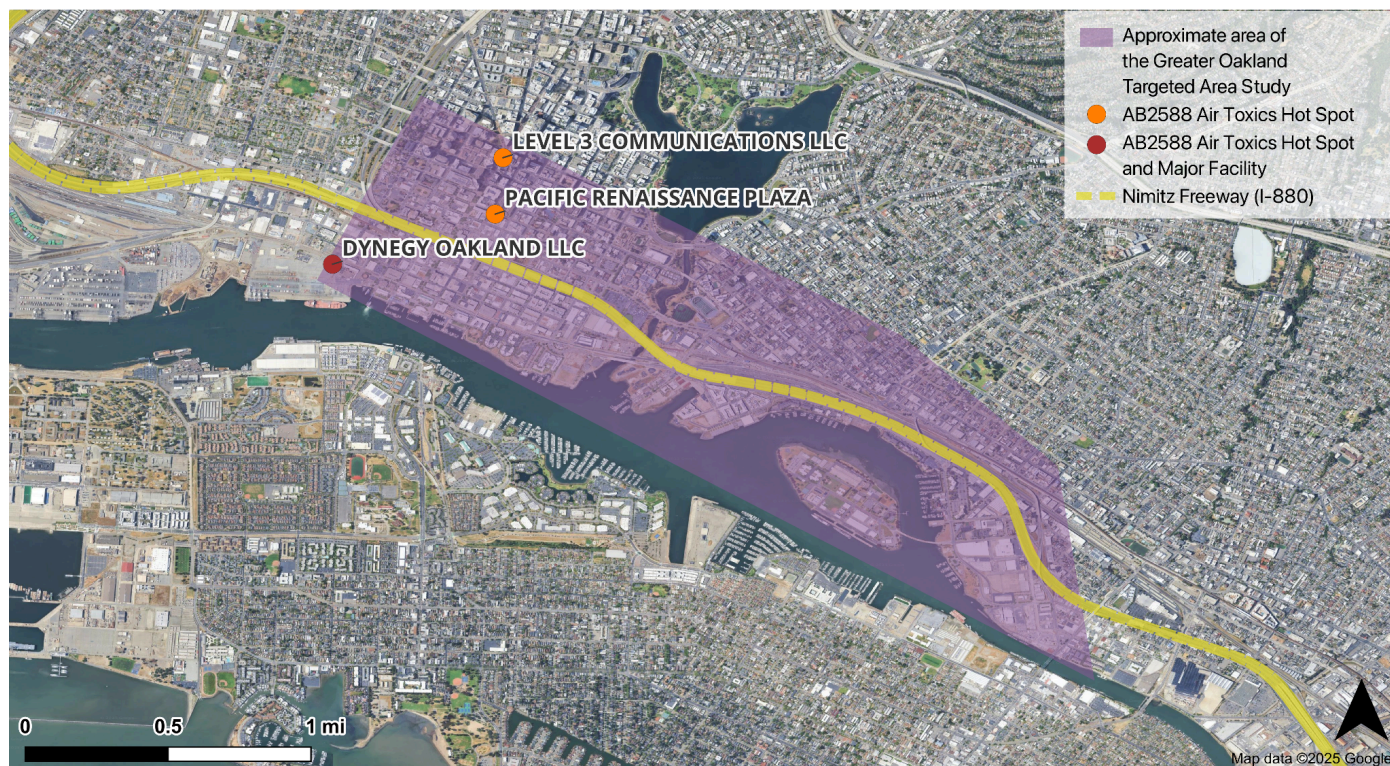 Approximate area of
the Greater Oakland
Targeted Area Study
AB2588 Air Toxics Hot Spot
AB2588 Air Toxics Hot Spot
and Major Facility
Nimitz Freeway (I-880)
LEVEL 3 COMMUNICATIONS LLC
PACIFIC RENAISSANCE PLAZA
DYNEGY OAKLAND LLC
0 0.5 1 mi
Map data ©2025 Google